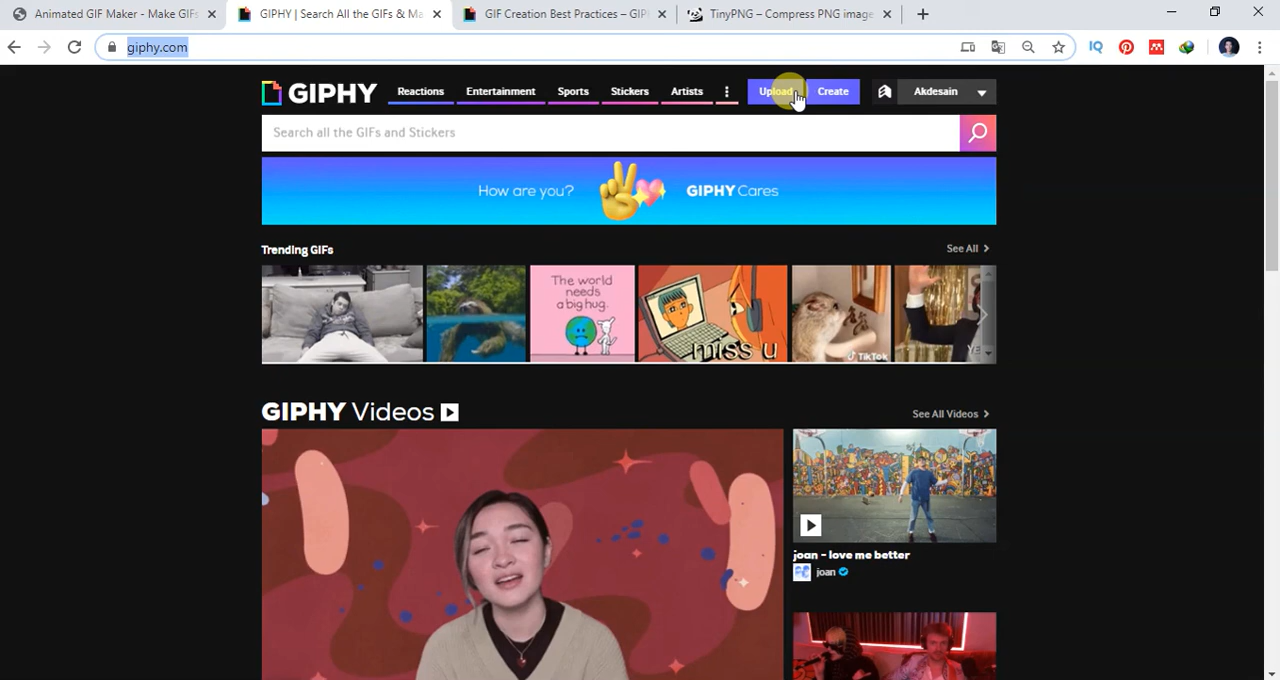 Animated GIF Maker - Make GIFs
GIPHY | Search All the GIFs & Ma
GIF Creation Best Practices – GIP
TinyPNG – Compress PNG image
giphy.com
IQ
GIPHY
Reactions
Entertainment
Sports
Stickers
Artists
Upload
Create
Akdesain
Search all the GIFs and Stickers
How are you?
GIPHY Cares
Trending GIFs
See All
The world
needs
a big hug.
miss u
TikTok
YE
GIPHY Videos
See All Videos
joan - love me better
joan